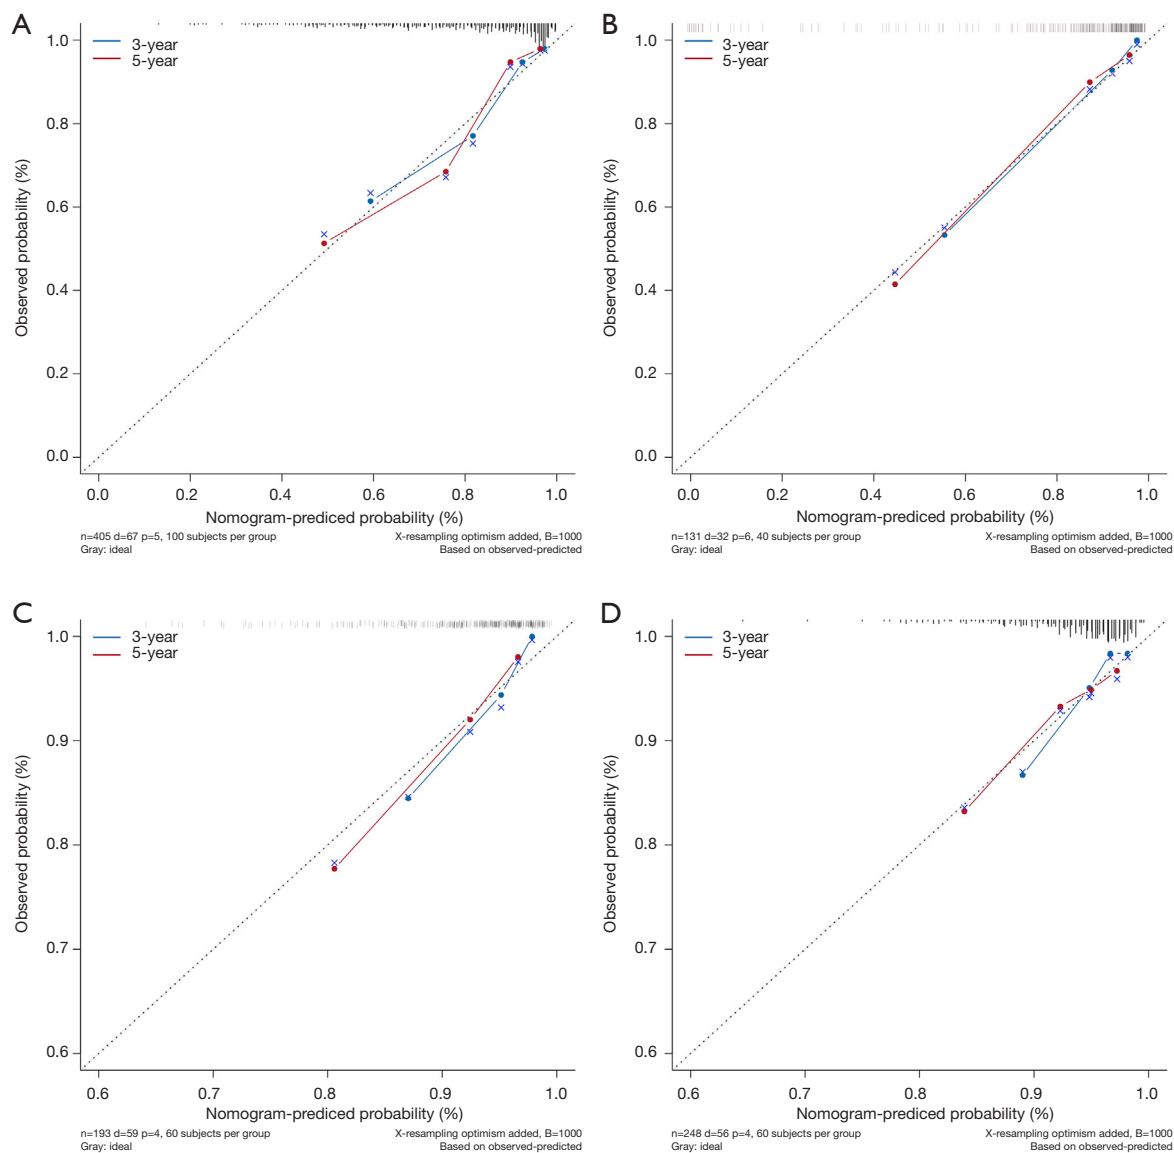 A
3-year
5-year
1.0
0.8
0.6
0.4
0.2
0.0
Observed probability (%)
0.0 0.2 0.4 0.6 0.8 1.0
Nomogram-prediced probability (%)
n=405 d=67 p=5, 100 subjects per group X-resampling optimism added, B=1000
Gray: ideal Based on observed-predicted
B
3-year
5-year
1.0
0.8
0.6
0.4
0.2
0.0
Observed probability (%)
0.0 0.2 0.4 0.6 0.8 1.0
Nomogram-prediced probability (%)
n=131 d=32 p=6, 40 subjects per group X-resampling optimism added, B=1000
Gray: ideal Based on observed-predicted
C
3-year
5-year
1.0
0.9
0.8
0.7
0.6
Observed probability (%)
0.6 0.7 0.8 0.9 1.0
Nomogram-prediced probability (%)
n=193 d=59 p=4, 60 subjects per group X-resampling optimism added, B=1000
Gray: ideal Based on observed-predicted
D
3-year
5-year
1.0
0.9
0.8
0.7
0.6
Observed probability (%)
0.6 0.7 0.8 0.9 1.0
Nomogram-prediced probability (%)
n=248 d=56 p=4, 60 subjects per group X-resampling optimism added, B=1000
Gray: ideal Based on observed-predicted